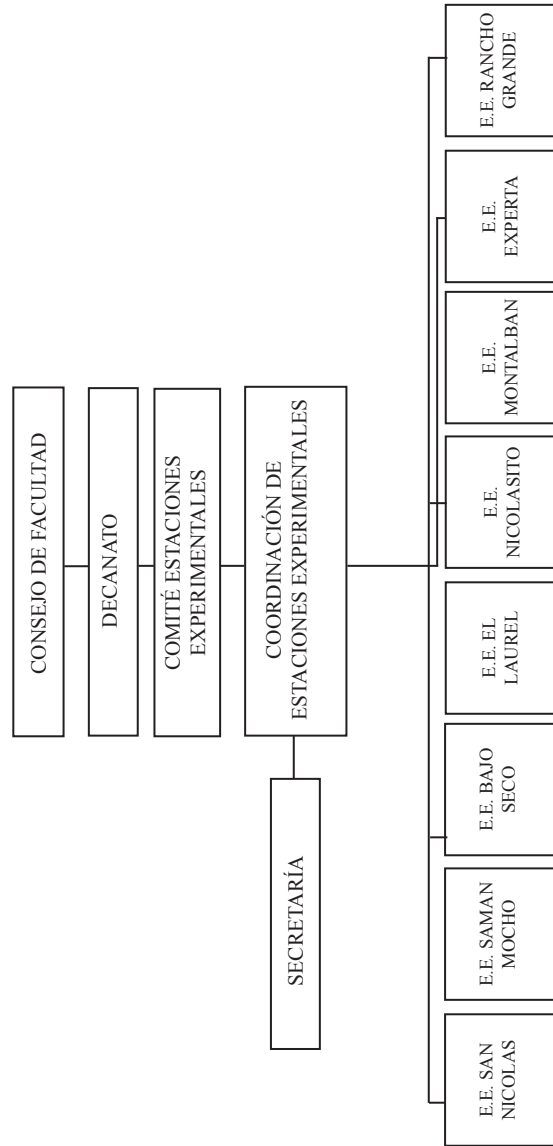 CONSEJO DE FACULTAD
DECANATO
COMITÉ ESTACIONES
EXPERIMENTALES
COORDINACIÓN DE
ESTACIONES EXPERIMENTALES
SECRETARÍA
E.E. SAN
NICOLAS
E.E. SAMAN
MOCHO
E.E. BAJO
SECO
E.E. EL
LAUREL
E.E.
NICOLASITO
E.E.
MONTALBAN
E.E.
EXPERTA
E.E. RANCHO
GRANDE